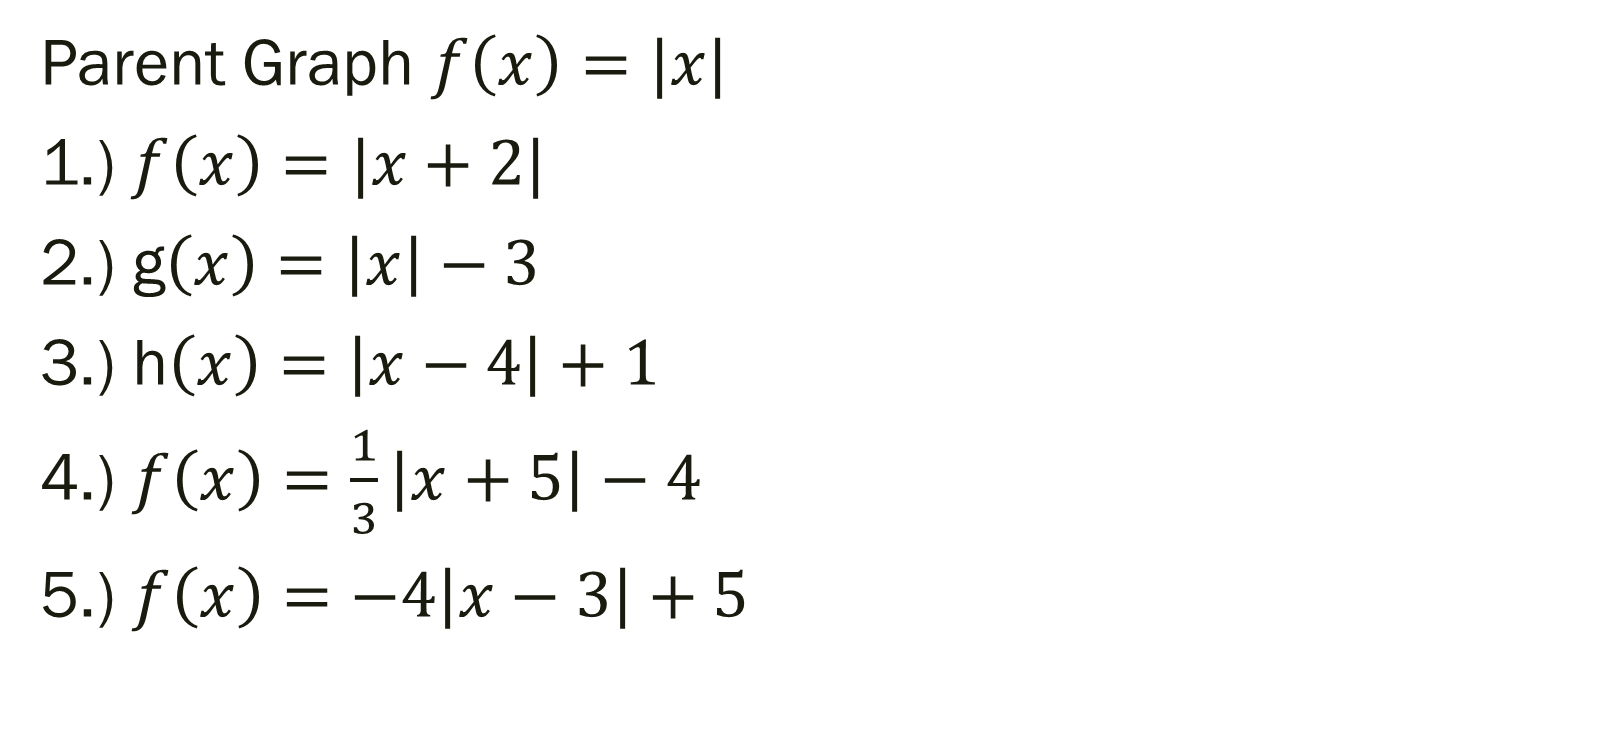 Parent Graph 𝑓(𝑥) = |𝑥|
1.) 𝑓(𝑥) = |𝑥 + 2|
2.) g(𝑥) = |𝑥| − 3
3.) h(𝑥) = |𝑥 − 4| + 1
4.) 𝑓(𝑥) = 1/3 |𝑥 + 5| − 4
5.) 𝑓(𝑥) = −4|𝑥 − 3| + 5